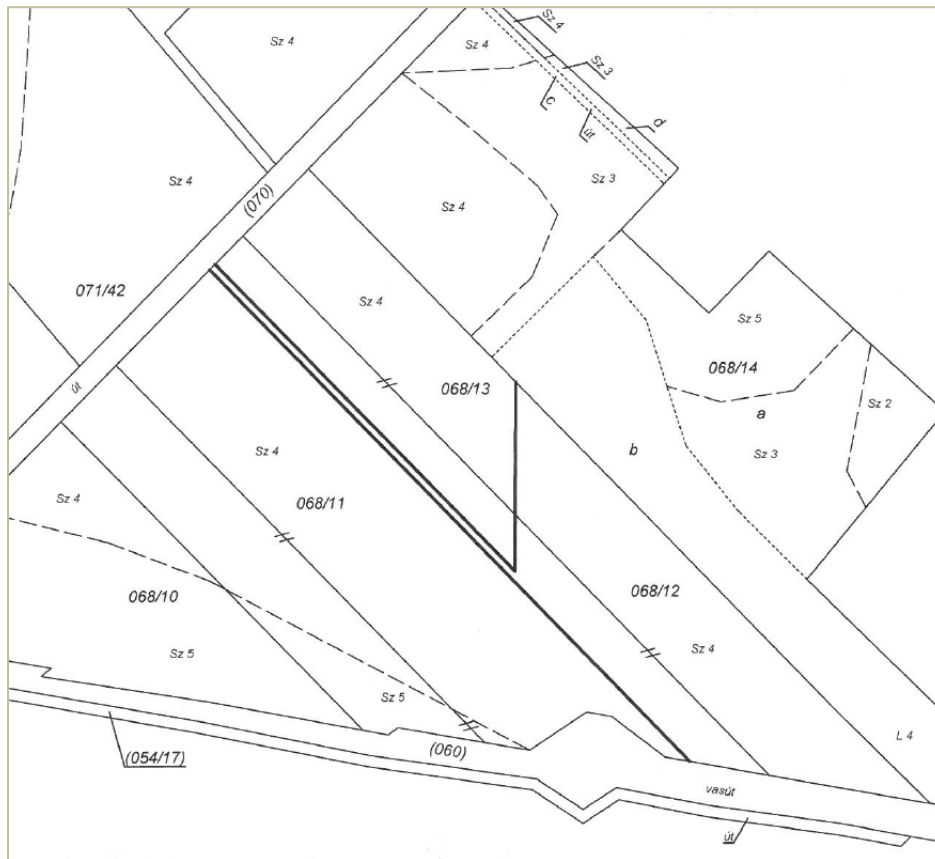 Sz 4
Sz 4
Sz 4
Sz 3
c
út
d
Sz 4
Sz 4
Sz 3
(070)
071/42
Sz 4
Sz 5
068/14
út
068/13
Sz 2
a
b
Sz 3
Sz 4
Sz 4
068/11
068/10
068/12
Sz 4
Sz 5
Sz 5
L 4
(060)
(054/17)
vasút
út